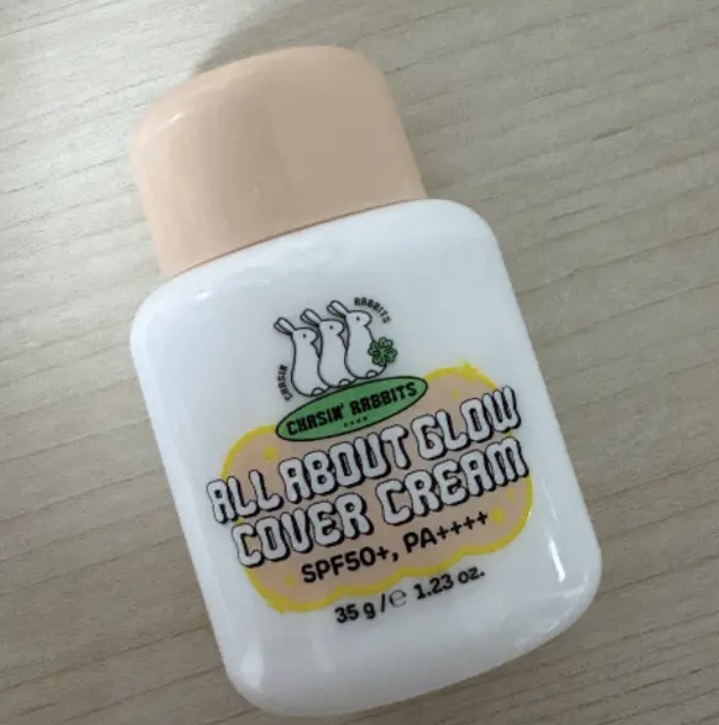 CHASIN' RABBITS
CHASIN' RABBITS
ALL ABOUT GLOW
COVER CREAM
SPF50+, PA++++
35 g /e 1.23 oz.